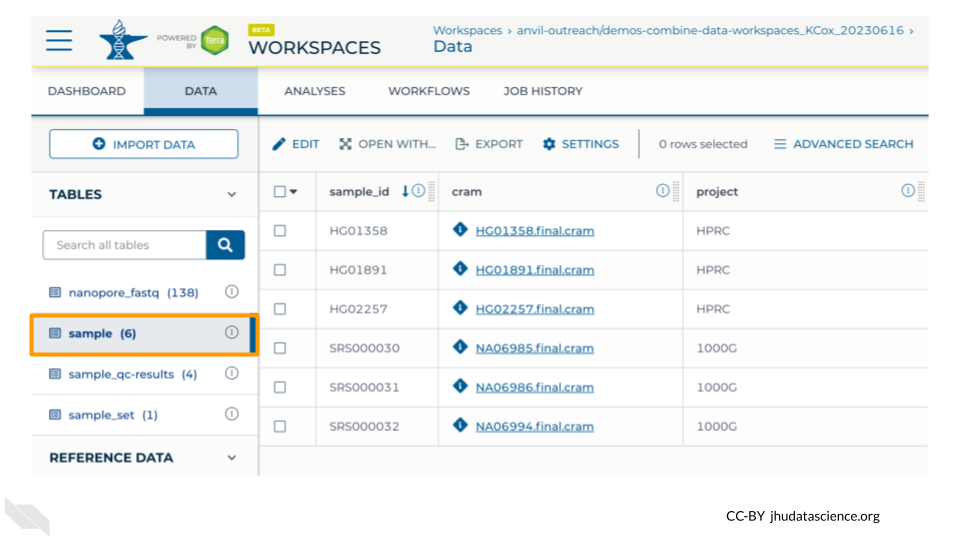 POWERED BY Terra
BETA
WORKSPACES
Workspaces › anvil-outreach/demos-combine-data-workspaces_KCox_20230616 ›
Data
DASHBOARD DATA ANALYSES WORKFLOWS JOB HISTORY
IMPORT DATA EDIT OPEN WITH... EXPORT SETTINGS 0 rows selected ADVANCED SEARCH
TABLES
Search all tables
nanopore_fastq (138)
sample (6)
sample_qc-results (4)
sample_set (1)
REFERENCE DATA
sample_id cram project
HG01358 HG01358.final.cram HPRC
HG01891 HG01891.final.cram HPRC
HG02257 HG02257.final.cram HPRC
SRS000030 NA06985.final.cram 1000G
SRS000031 NA06986.final.cram 1000G
SRS000032 NA06994.final.cram 1000G
CC-BY jhudatascience.org